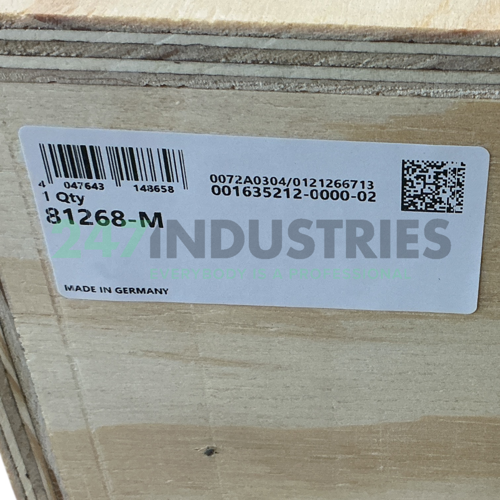 4 047643 148658
1 Qty
81268-M
0072A0304/0121266713
001635212-0000-02
247INDUSTRIES
MADE IN GERMANY